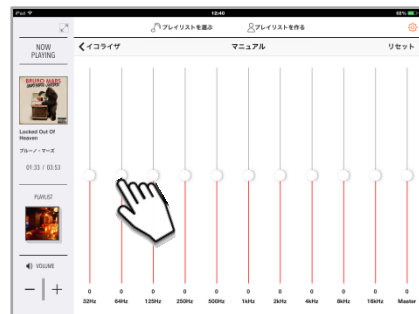 iPad
12:40
98%
プレイリストを選ぶ
プレイリストを作る
NOW
PLAYING
イコライザ
マニュアル
リセット
BRUNO MARS
Locked Out Of
Heaven
ブルーノ・マーズ
01:33 / 03:53
PLAYLIST
VOLUME
0 0 0 0 0 0 0 0 0 0 0
32Hz 64Hz 125Hz 250Hz 500Hz 1kHz 2kHz 4kHz 8kHz 16kHz Master